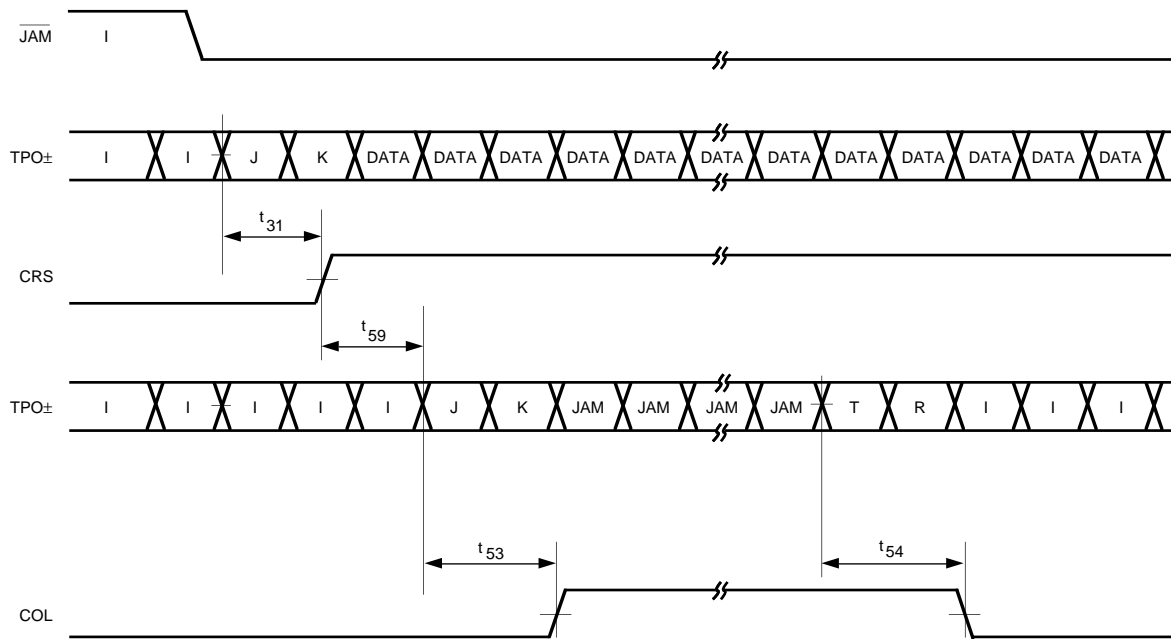 JAM I
TPO± I I J K DATA DATA DATA DATA DATA DATA DATA DATA DATA DATA DATA DATA
t31
CRS
t59
TPO± I I I I I J K JAM JAM JAM JAM T R I I I
t53 t54
COL